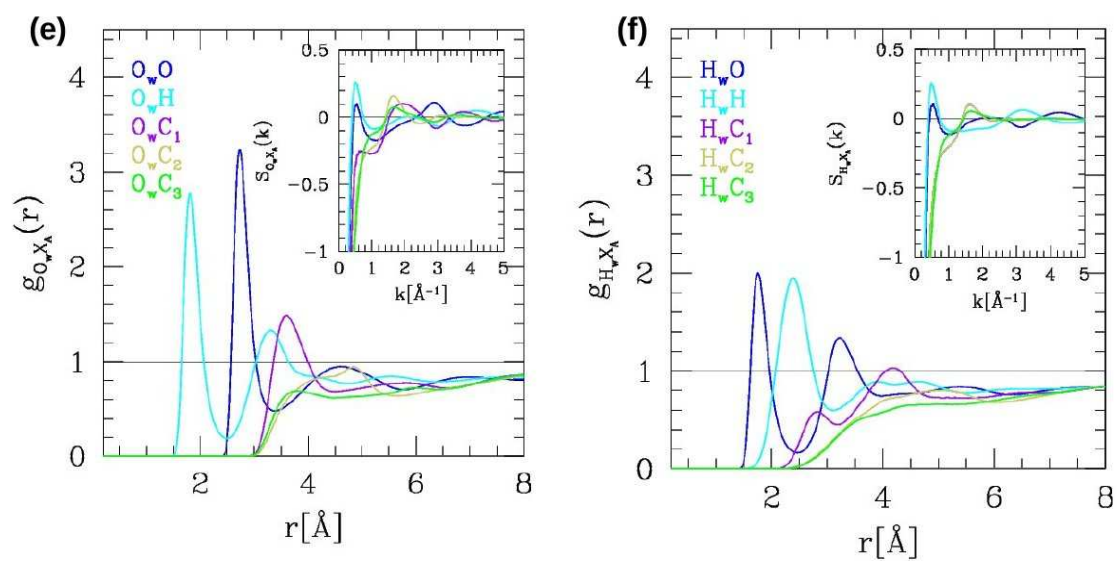 (e)
4
3
2
1
0
2
4
6
8
r[Å]
g_{O_wX_A}(r)
O_wO
O_wH
O_wC_1
O_wC_2
O_wC_3
0.5
0
−0.5
−1
0
1
2
3
4
5
k[Å⁻¹]
S_{O_wX_A}(k)
(f)
4
3
2
1
0
2
4
6
8
r[Å]
g_{H_wX_A}(r)
H_wO
H_wH
H_wC_1
H_wC_2
H_wC_3
0.5
0
−0.5
−1
0
1
2
3
4
5
k[Å⁻¹]
S_{H_wX_A}(k)